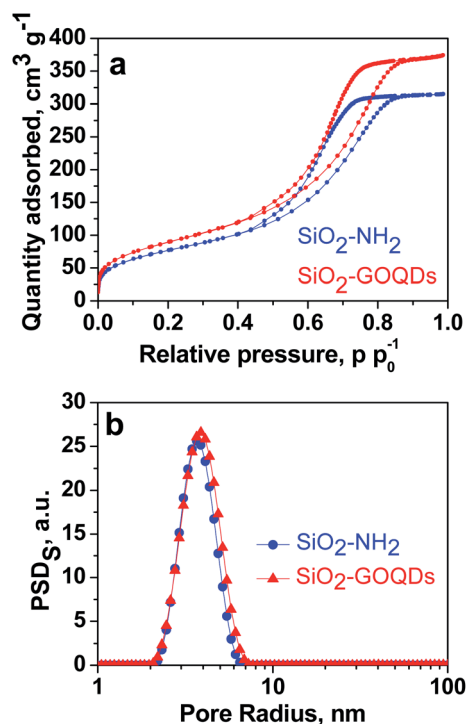 a
400
350
300
250
200
150
100
50
0
Quantity adsorbed, cm³ g⁻¹
SiO₂-NH₂
SiO₂-GOQDs
0.0 0.2 0.4 0.6 0.8 1.0
Relative pressure, p p₀⁻¹
b
30
25
20
15
10
5
0
PSD_S, a.u.
SiO₂-NH₂
SiO₂-GOQDs
1 10 100
Pore Radius, nm